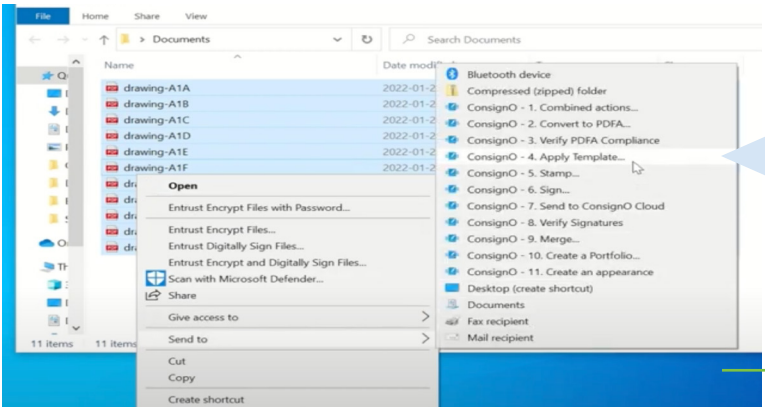 File Home Share View
Documents
Search Documents
Name
drawing-A1A 2022-01-2
drawing-A1B 2022-01-2
drawing-A1C 2022-01-2
drawing-A1D 2022-01-2
drawing-A1E 2022-01-2
drawing-A1F 2022-01-2
11 items 11 items
Open
Entrust Encrypt Files with Password...
Entrust Encrypt Files...
Entrust Digitally Sign Files...
Entrust Encrypt and Digitally Sign Files...
Scan with Microsoft Defender...
Share
Give access to
Send to
Cut
Copy
Create shortcut
Bluetooth device
Compressed (zipped) folder
ConsignO - 1. Combined actions...
ConsignO - 2. Convert to PDFA...
ConsignO - 3. Verify PDFA Compliance
ConsignO - 4. Apply Template...
ConsignO - 5. Stamp...
ConsignO - 6. Sign...
ConsignO - 7. Send to ConsignO Cloud
ConsignO - 8. Verify Signatures
ConsignO - 9. Merge...
ConsignO - 10. Create a Portfolio...
ConsignO - 11. Create an appearance
Desktop (create shortcut)
Documents
Fax recipient
Mail recipient